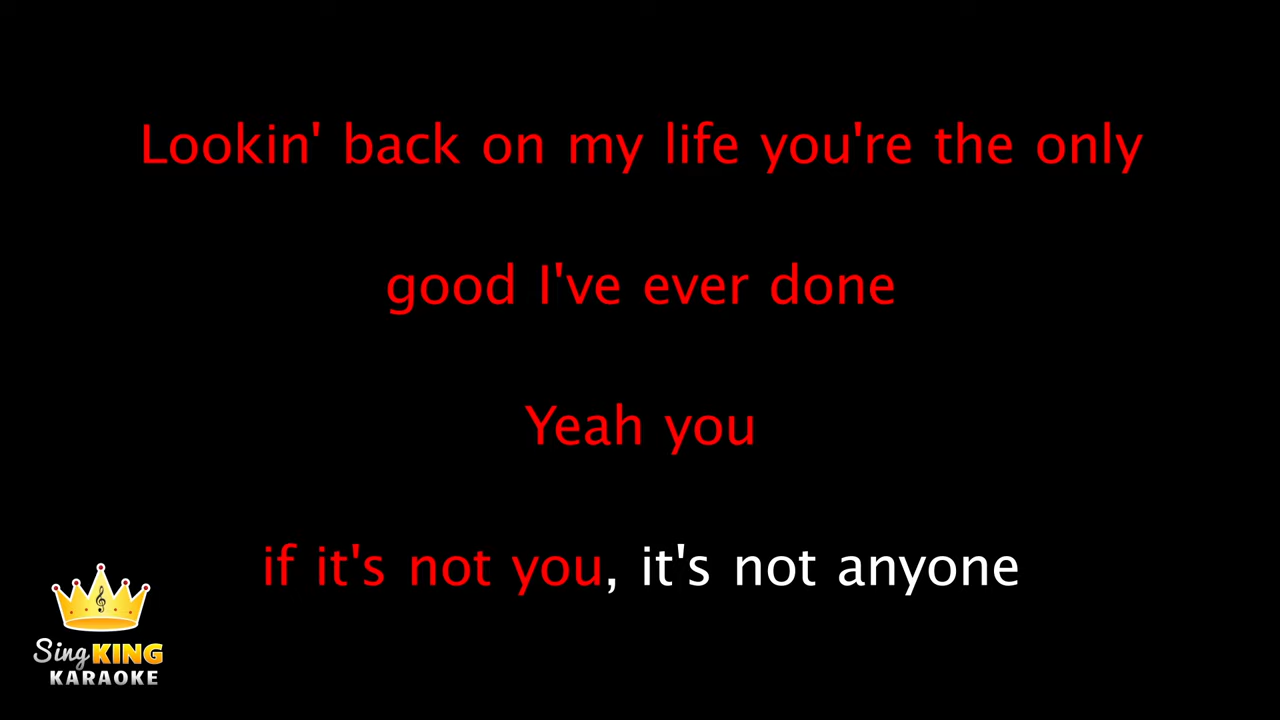 Lookin' back on my life you're the only
good I've ever done
Yeah you
if it's not you, it's not anyone
Sing KING
KARAOKE